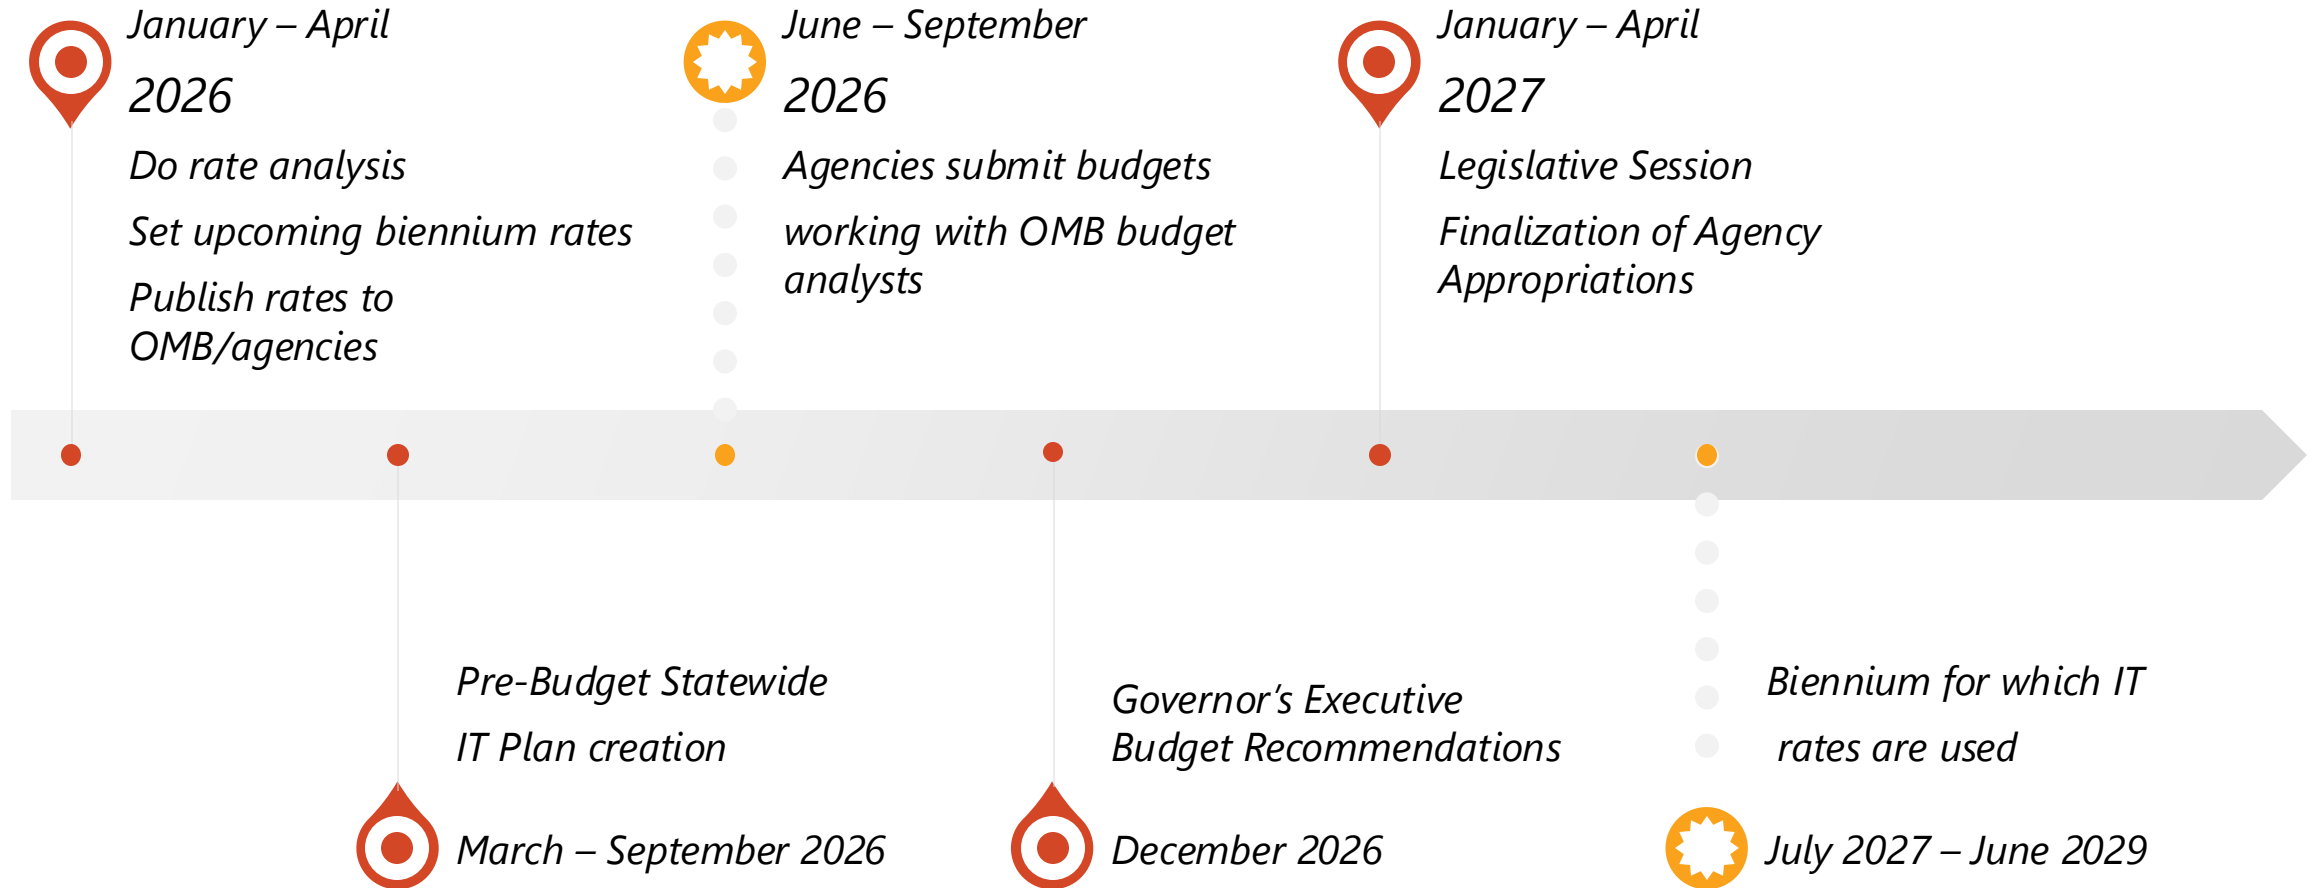 January – April
2026
Do rate analysis
Set upcoming biennium rates
Publish rates to
OMB/agencies
June – September
2026
Agencies submit budgets
working with OMB budget
analysts
January – April
2027
Legislative Session
Finalization of Agency
Appropriations
Pre-Budget Statewide
IT Plan creation
March – September 2026
Governor’s Executive
Budget Recommendations
December 2026
Biennium for which IT
rates are used
July 2027 – June 2029